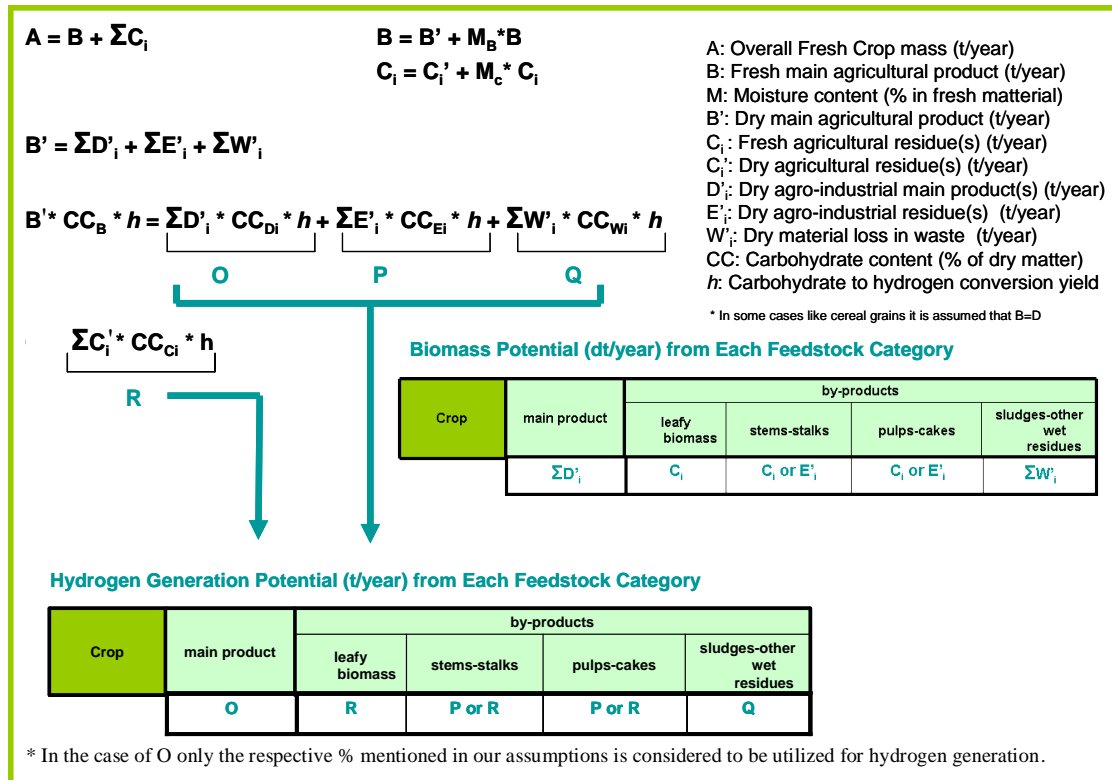 A = B + ΣCᵢ
B = B' + M_B*B
Cᵢ = Cᵢ' + M_c* Cᵢ
B' = ΣD'ᵢ + ΣE'ᵢ + ΣW'ᵢ
B'* CC_B * h = ΣD'ᵢ * CC_Di * h + ΣE'ᵢ * CC_Ei * h + ΣW'ᵢ * CC_Wi * h
O P Q
ΣCᵢ' * CC_Ci * h
R
A: Overall Fresh Crop mass (t/year)
B: Fresh main agricultural product (t/year)
M: Moisture content (% in fresh matterial)
B': Dry main agricultural product (t/year)
Cᵢ: Fresh agricultural residue(s) (t/year)
Cᵢ': Dry agricultural residue(s) (t/year)
D'ᵢ: Dry agro-industrial main product(s) (t/year)
E'ᵢ: Dry agro-industrial residue(s) (t/year)
W'ᵢ: Dry material loss in waste (t/year)
CC: Carbohydrate content (% of dry matter)
h: Carbohydrate to hydrogen conversion yield
* In some cases like cereal grains it is assumed that B=D
Biomass Potential (dt/year) from Each Feedstock Category
Crop
main product
by-products
leafy
biomass
stems-stalks
pulps-cakes
sludges-other
wet
residues
ΣD'ᵢ
Cᵢ
Cᵢ or E'ᵢ
Cᵢ or E'ᵢ
ΣW'ᵢ
Hydrogen Generation Potential (t/year) from Each Feedstock Category
Crop
main product
by-products
leafy
biomass
stems-stalks
pulps-cakes
sludges-other
wet
residues
O
R
P or R
P or R
Q
* In the case of O only the respective % mentioned in our assumptions is considered to be utilized for hydrogen generation.